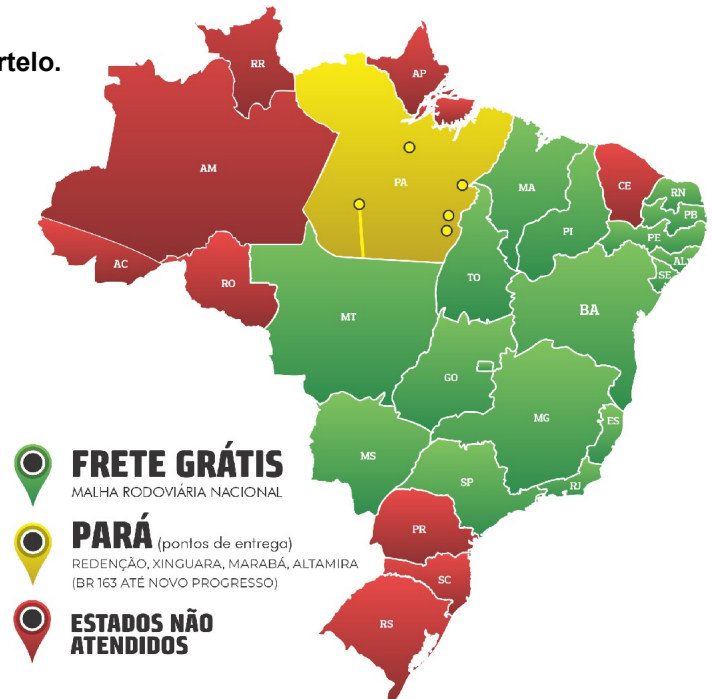 rtelo.
RR
AP
AM
PA
MA
CE
RN
PB
PI
PE
AL
SE
AC
RO
TO
BA
MT
GO
MG
ES
MS
SP
RJ
PR
SC
RS
FRETE GRÁTIS
MALHA RODOVIÁRIA NACIONAL
PARÁ (pontos de entrega)
REDENÇÃO, XINGUARA, MARABÁ, ALTAMIRA
(BR 163 ATÉ NOVO PROGRESSO)
ESTADOS NÃO
ATENDIDOS